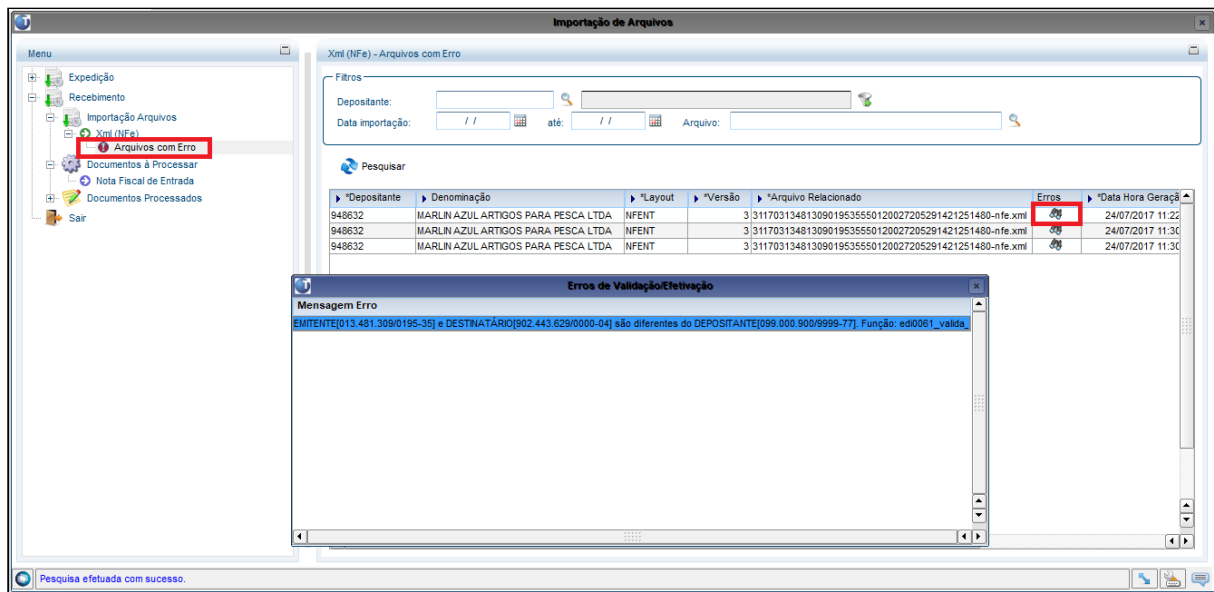 Importação de Arquivos
Menu
Expedição
Recebimento
Importação Arquivos
Xml (NFe)
Arquivos com Erro
Documentos à Processar
Nota Fiscal de Entrada
Documentos Processados
Sair
Xml (NFe) - Arquivos com Erro
Filtros
Depositante:
Data importação: / / até: / / Arquivo:
Pesquisar
*Depositante Denominação *Layout *Versão *Arquivo Relacionado Erros *Data Hora Geraçã
948632 MARLIN AZUL ARTIGOS PARA PESCA LTDA NFENT 3 31170313481309019535550120027205291421251480-nfe.xml 24/07/2017 11:22
948632 MARLIN AZUL ARTIGOS PARA PESCA LTDA NFENT 3 31170313481309019535550120027205291421251480-nfe.xml 24/07/2017 11:30
948632 MARLIN AZUL ARTIGOS PARA PESCA LTDA NFENT 3 31170313481309019535550120027205291421251480-nfe.xml 24/07/2017 11:30
Erros de Validação/Efetivação
Mensagem Erro
EMITENTE[013.481.309/0195-35] e DESTINATÁRIO[902.443.629/0000-04] são diferentes do DEPOSITANTE[099.000.900/9999-77]. Função: edi0061_valida_
Pesquisa efetuada com sucesso.